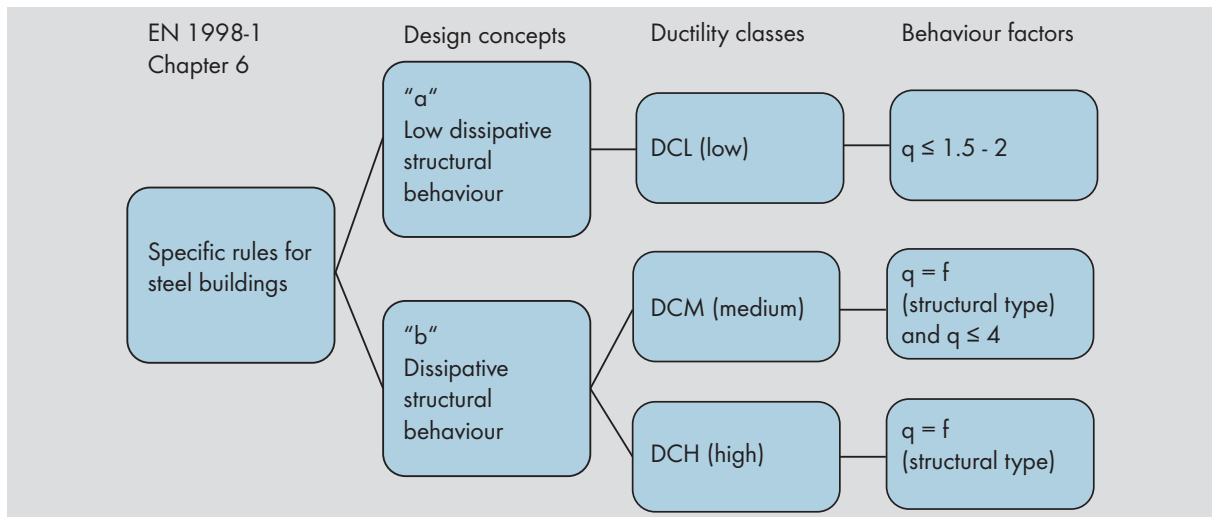 EN 1998-1
Chapter 6
Design concepts
Ductility classes
Behaviour factors
Specific rules for
steel buildings
"a"
Low dissipative
structural
behaviour
DCL (low)
q ≤ 1.5 - 2
"b"
Dissipative
structural
behaviour
DCM (medium)
q = f
(structural type)
and q ≤ 4
DCH (high)
q = f
(structural type)